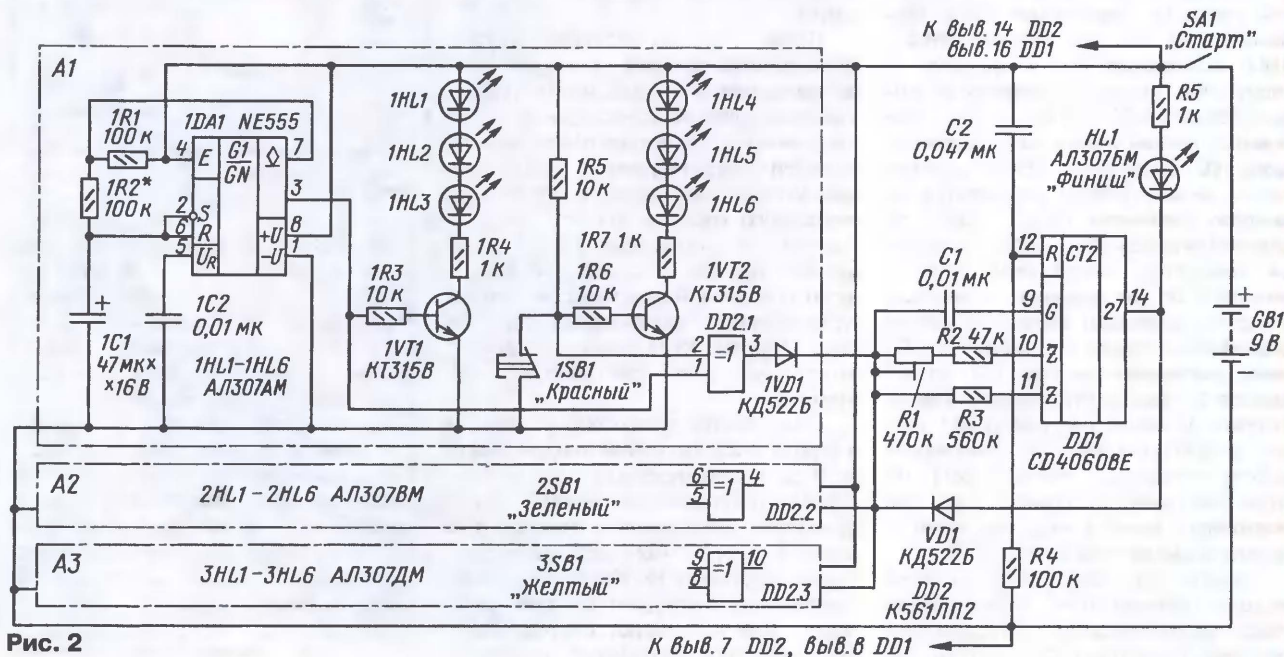 К выв.14 DD2
выв.16 DD1
SA1
„Старт"
A1
1R1
100 к
1DA1 NE555
4
E
G1
GN
7
3
1R2*
100 к
2
S
6
R
5
UR
+U
8
-U
1
1C1
47мк×
×16 В
1C2
0,01 мк
1HL1-1HL6
АЛ307АМ
1HL1
1HL2
1HL3
1R4
1 к
1R3
10 к
1VT1
КТ315В
1R5
10 к
1HL4
1HL5
1HL6
1R7 1 к
1R6
10 к
1VT2
КТ315В
1SB1
„Красный"
DD2.1
2
1
=1
3
1VD1
КД522Б
C2
0,047 мк
R5
1к
HL1
АЛ307БМ
„Финиш"
C1
0,01 мк
12
R
CT2
9
G
10
Z
11
Z
2
14
DD1
CD4060BE
R2 47к
R1
470 к
R3
560 к
GB1
9 В
A2
2HL1-2HL6 АЛ307ВМ
2SB1
„Зеленый"
6
5
=1
4
DD2.2
A3
3HL1-3HL6 АЛ307ДМ
3SB1
„Желтый"
9
8
=1
10
DD2.3
VD1
КД522Б
DD2
К561ЛП2
R4
100 к
Рис. 2
К выв.7 DD2, выв.8 DD1